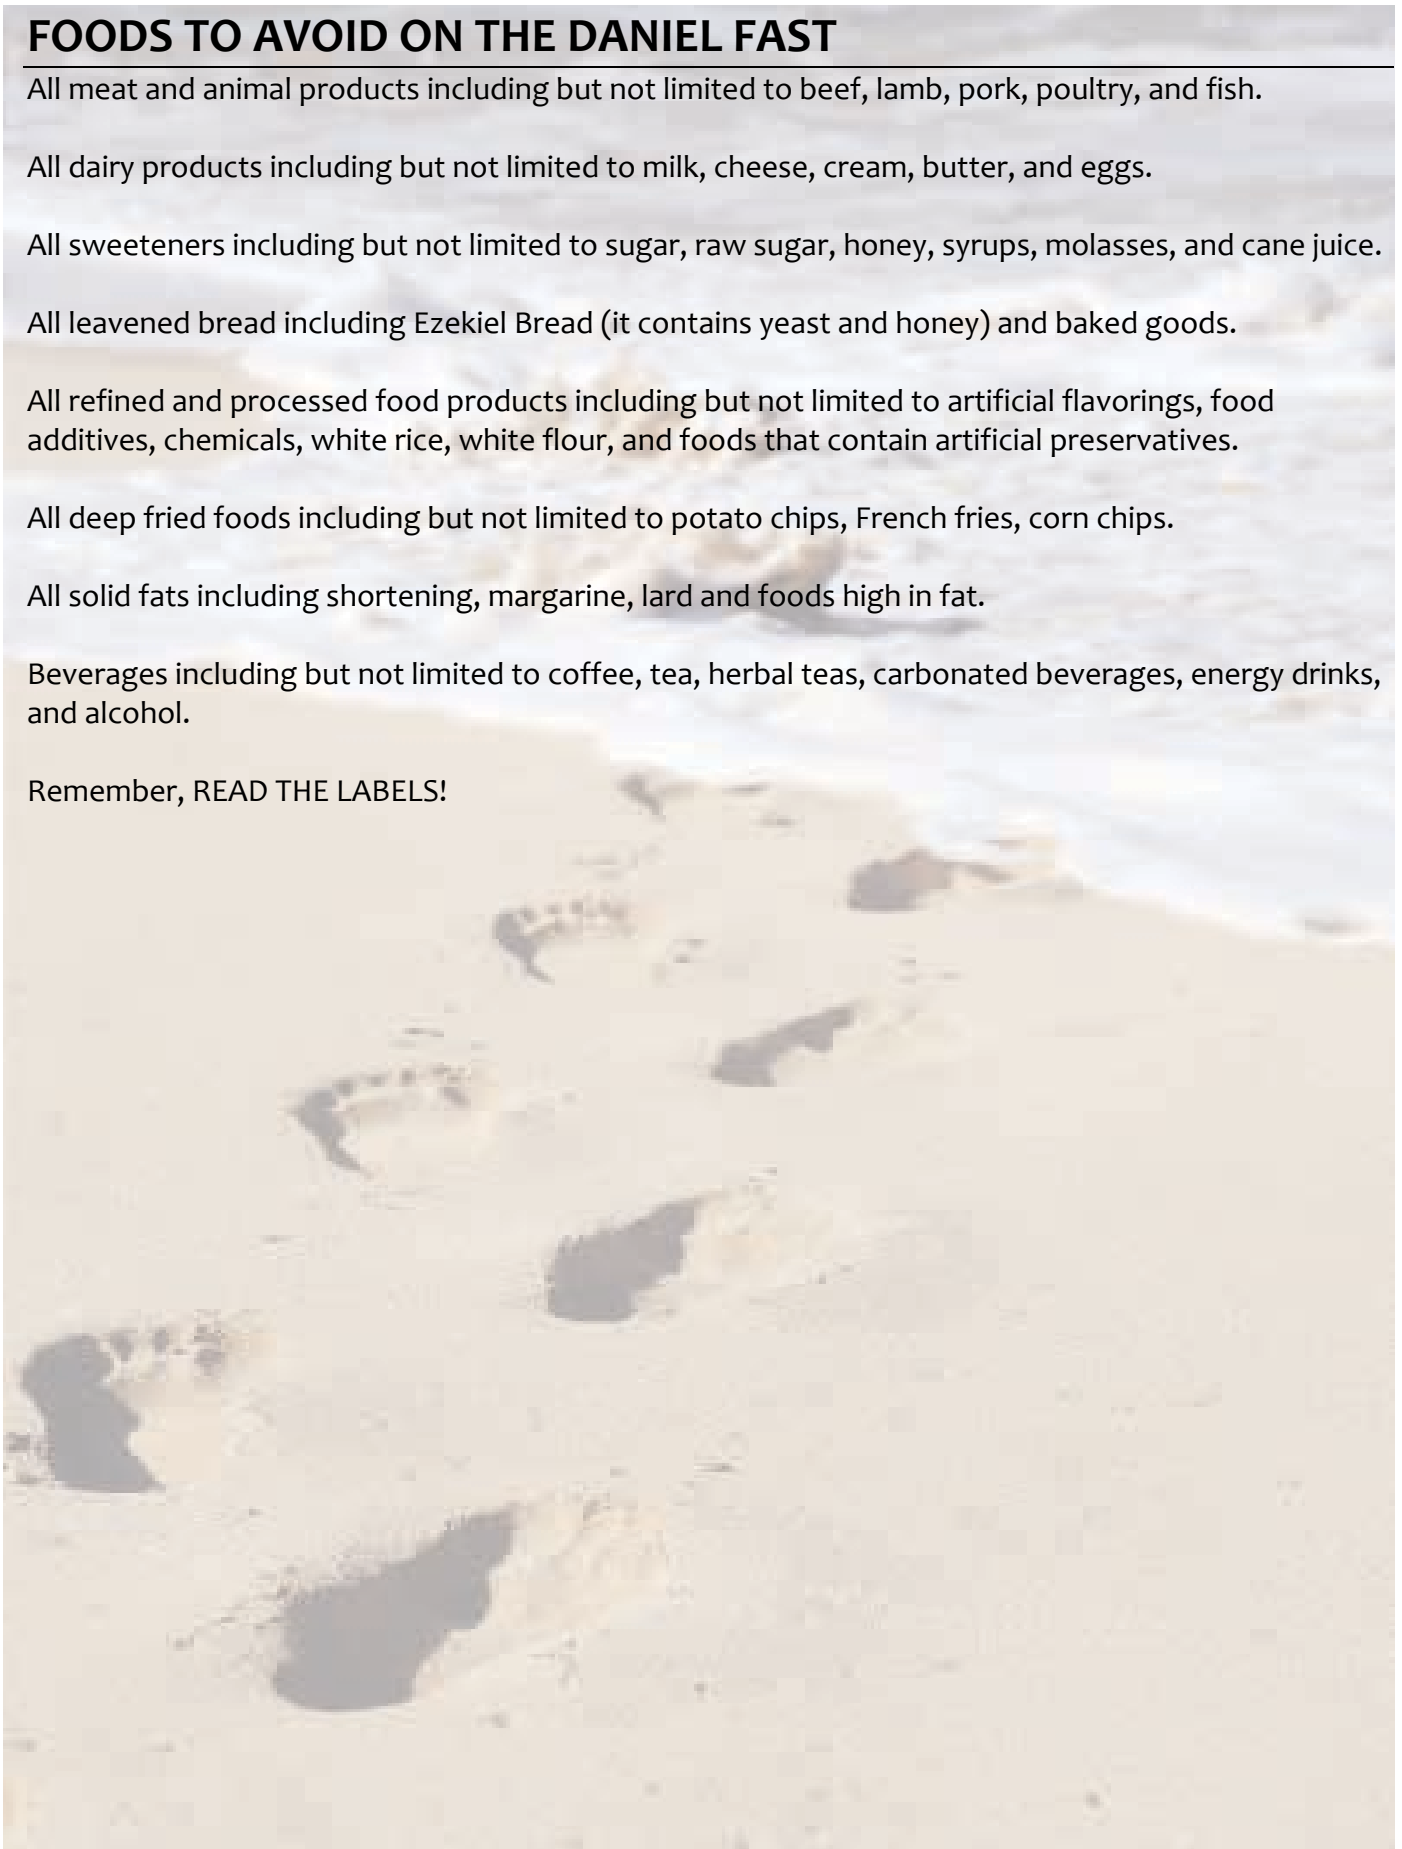 FOODS TO AVOID ON THE DANIEL FAST
All meat and animal products including but not limited to beef, lamb, pork, poultry, and fish.
All dairy products including but not limited to milk, cheese, cream, butter, and eggs.
All sweeteners including but not limited to sugar, raw sugar, honey, syrups, molasses, and cane juice.
All leavened bread including Ezekiel Bread (it contains yeast and honey) and baked goods.
All refined and processed food products including but not limited to artificial flavorings, food
additives, chemicals, white rice, white flour, and foods that contain artificial preservatives.
All deep fried foods including but not limited to potato chips, French fries, corn chips.
All solid fats including shortening, margarine, lard and foods high in fat.
Beverages including but not limited to coffee, tea, herbal teas, carbonated beverages, energy drinks,
and alcohol.
Remember, READ THE LABELS!